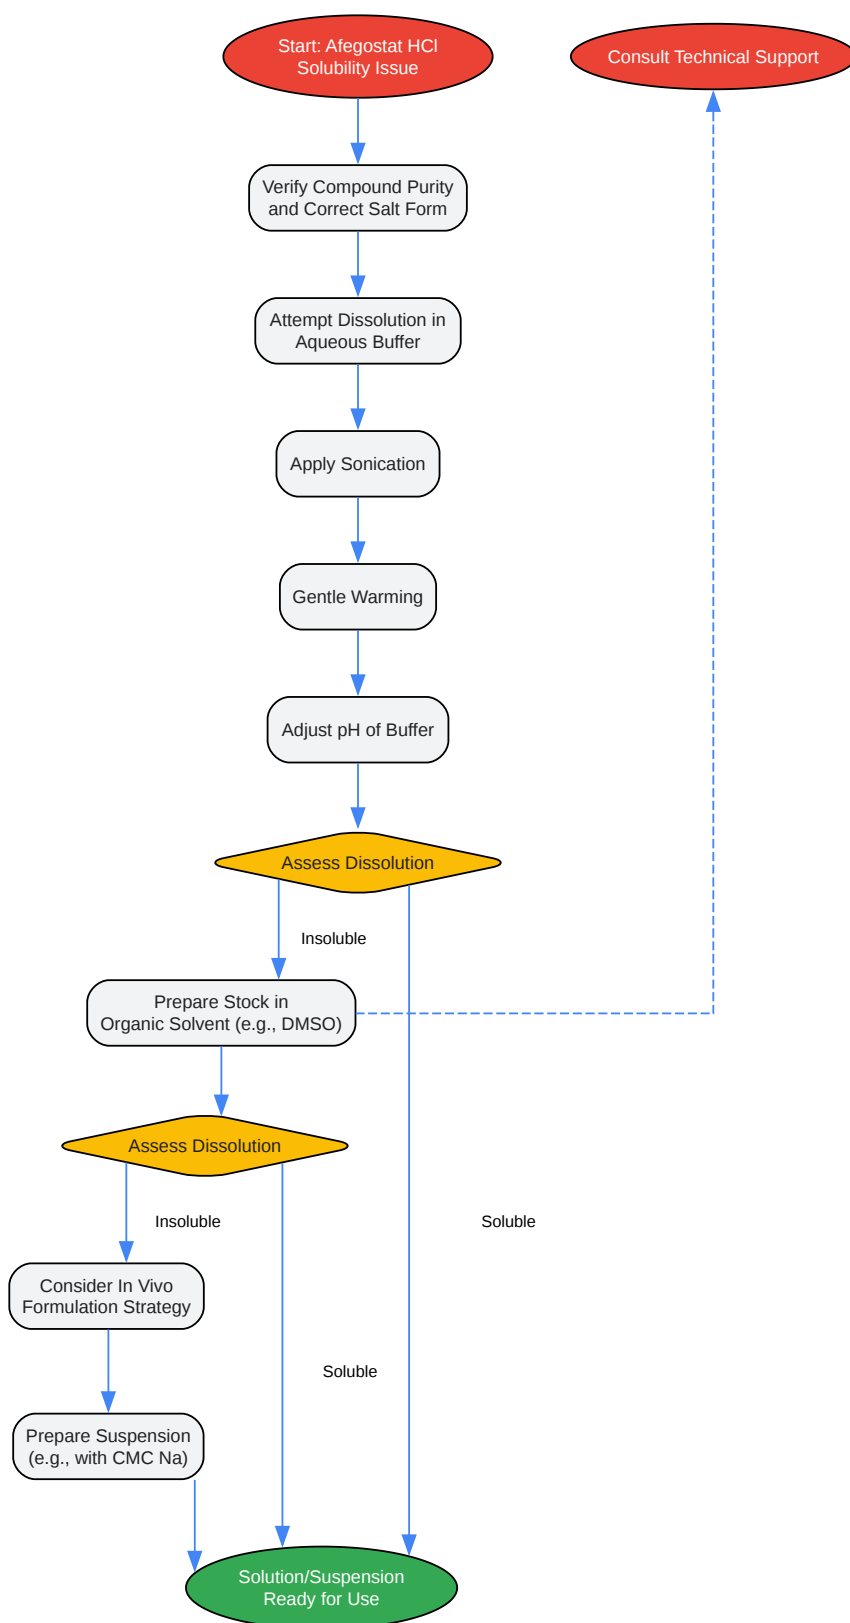 Start: Afegostat HCl
Solubility Issue
Consult Technical Support
Verify Compound Purity
and Correct Salt Form
Attempt Dissolution in
Aqueous Buffer
Apply Sonication
Gentle Warming
Adjust pH of Buffer
Assess Dissolution
Insoluble
Prepare Stock in
Organic Solvent (e.g., DMSO)
Assess Dissolution
Insoluble
Soluble
Consider In Vivo
Formulation Strategy
Soluble
Prepare Suspension
(e.g., with CMC Na)
Solution/Suspension
Ready for Use